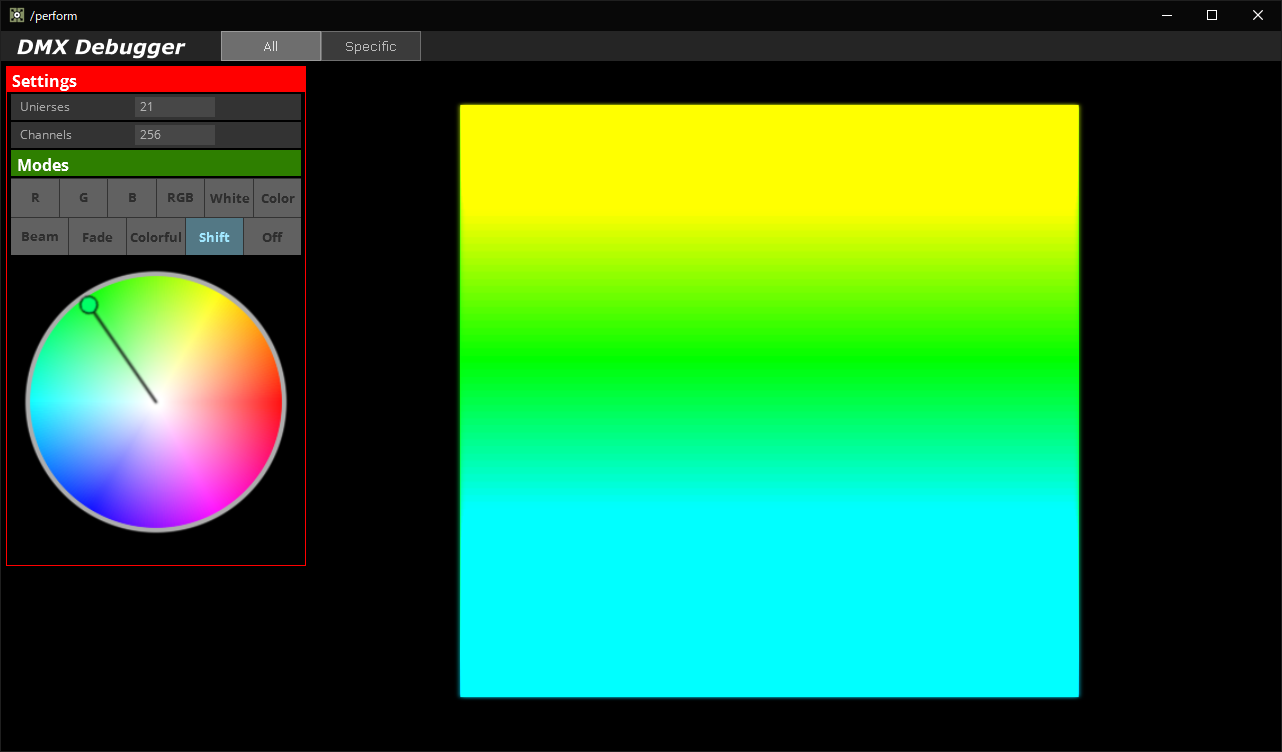 /perform
DMX Debugger
All
Specific
Settings
Unierses 21
Channels 256
Modes
R G B RGB White Color
Beam Fade Colorful Shift Off